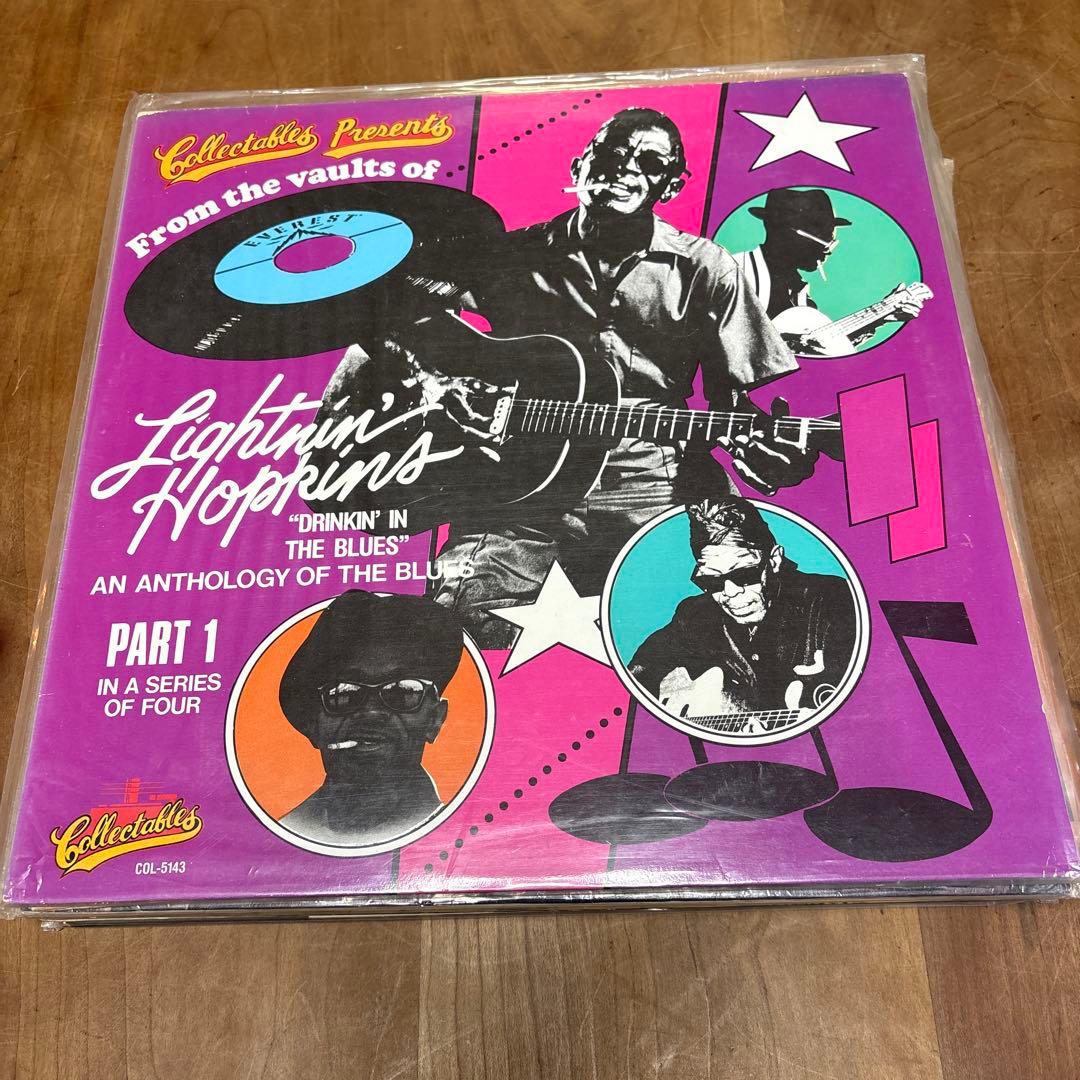 Collectables Presents
From the vaults of
EVEREST
Lightnin'
Hopkins
"DRINKIN' IN
THE BLUES"
AN ANTHOLOGY OF THE BLUES
PART 1
IN A SERIES
OF FOUR
Collectables
COL-5143